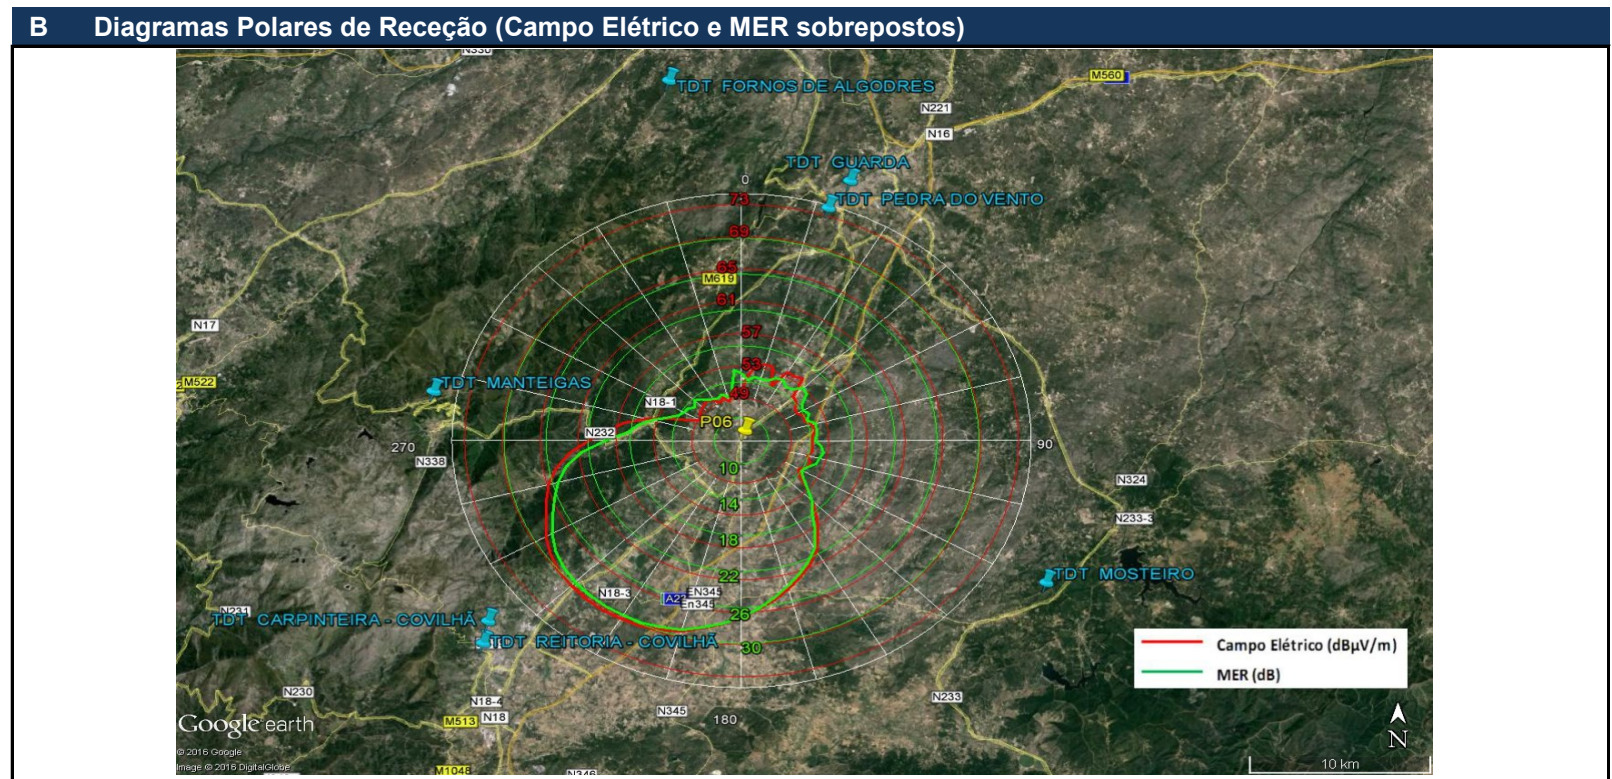 B Diagramas Polares de Receção (Campo Elétrico e MER sobrepostos)
N330
TDT FORNOS DE ALGODRES
M560
N221
N16
TDT GUARDA
0
TDT PEDRA DO VENTO
73
69
65
M619
61
N17
57
53
M522
TDT MANTEIGAS
49
N18-1
P06
N232
270
90
N338
10
N324
14
N233-3
18
22
TDT MOSTEIRO
N18-3
A23
EN345
En345
N231
TDT CARPINTEIRA - COVILHÃ
26
TDT REITORIA - COVILHÃ
30
Campo Elétrico (dBµV/m)
MER (dB)
N230
N18-4
N233
N345
180
M513
N18
Google earth
N
© 2016 Google
Image © 2016 DigitalGlobe
10 km
M1048
N346